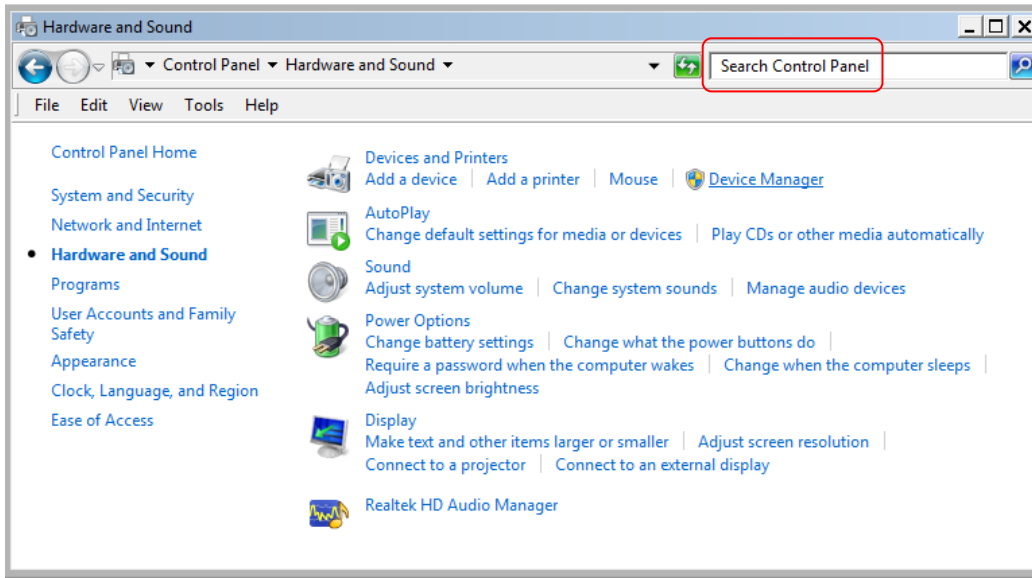 Hardware and Sound
Control Panel Hardware and Sound
Search Control Panel
File Edit View Tools Help
Control Panel Home
System and Security
Network and Internet
Hardware and Sound
Programs
User Accounts and Family
Safety
Appearance
Clock, Language, and Region
Ease of Access
Devices and Printers
Add a device | Add a printer | Mouse | Device Manager
AutoPlay
Change default settings for media or devices | Play CDs or other media automatically
Sound
Adjust system volume | Change system sounds | Manage audio devices
Power Options
Change battery settings | Change what the power buttons do |
Require a password when the computer wakes | Change when the computer sleeps |
Adjust screen brightness
Display
Make text and other items larger or smaller | Adjust screen resolution |
Connect to a projector | Connect to an external display
Realtek HD Audio Manager